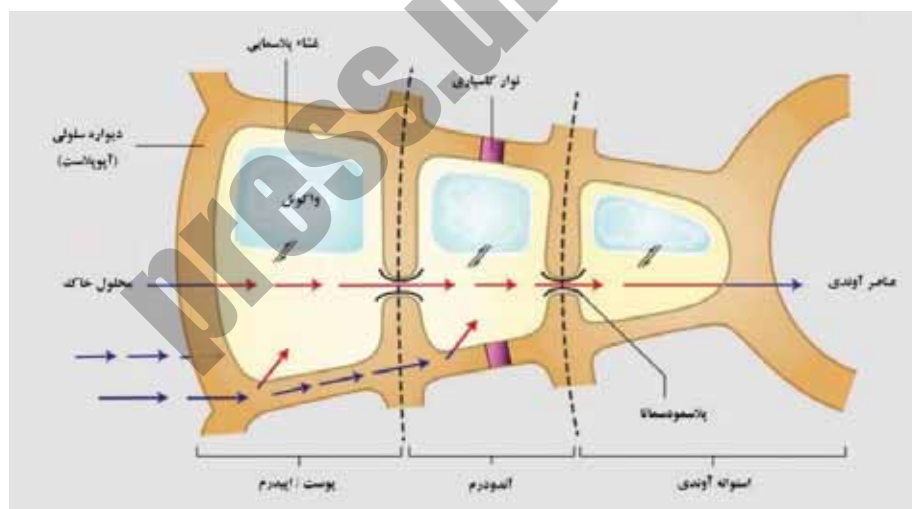 غشاء پلاسمایی
نوار کاسپاری
دیواره سلولی
(آپوپلاست)
واکوئل
محلول خاک
عناصر آوندی
پلاسمودسماتا
پوست / اپیدرم
آندودرم
استوانه آوندی